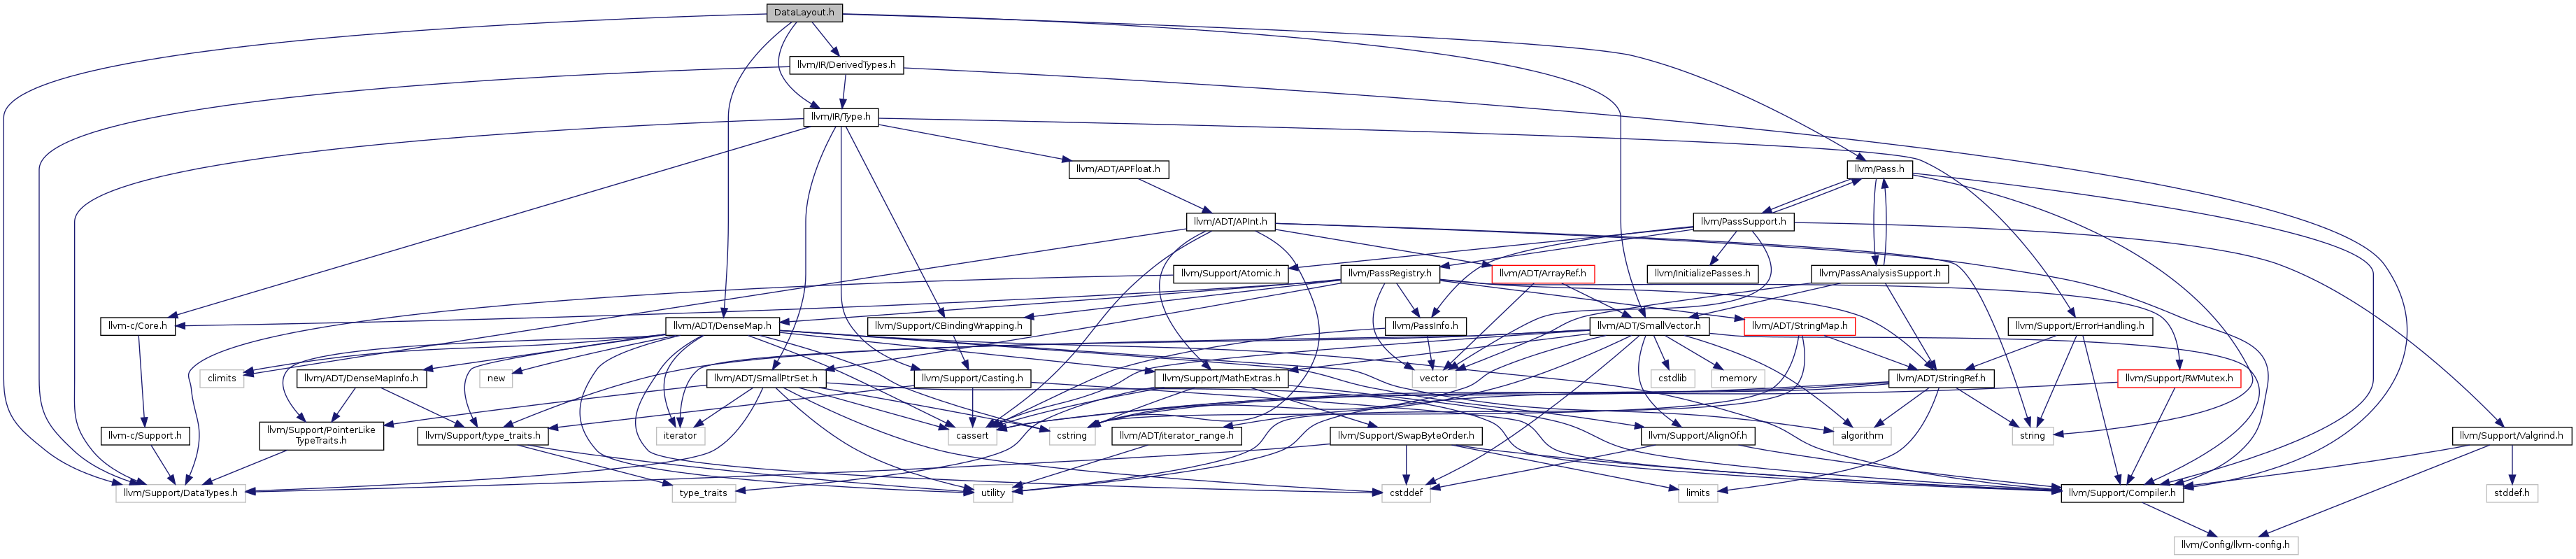 DataLayout.h
llvm/IR/DerivedTypes.h
llvm/IR/Type.h
llvm/ADT/APFloat.h
llvm/Pass.h
llvm/ADT/APInt.h
llvm/PassSupport.h
llvm/Support/Atomic.h
llvm/PassRegistry.h
llvm/ADT/ArrayRef.h
llvm/InitializePasses.h
llvm/PassAnalysisSupport.h
llvm-c/Core.h
llvm/ADT/DenseMap.h
llvm/Support/CBindingWrapping.h
llvm/PassInfo.h
llvm/ADT/SmallVector.h
llvm/ADT/StringMap.h
llvm/Support/ErrorHandling.h
climits
llvm/ADT/DenseMapInfo.h
new
llvm/ADT/SmallPtrSet.h
llvm/Support/Casting.h
llvm/Support/MathExtras.h
vector
cstdlib
memory
llvm/ADT/StringRef.h
llvm/Support/RWMutex.h
llvm-c/Support.h
llvm/Support/PointerLike
TypeTraits.h
llvm/Support/type_traits.h
iterator
cassert
cstring
llvm/ADT/iterator_range.h
llvm/Support/SwapByteOrder.h
llvm/Support/AlignOf.h
algorithm
string
llvm/Support/Valgrind.h
llvm/Support/DataTypes.h
type_traits
utility
cstddef
limits
llvm/Support/Compiler.h
stddef.h
llvm/Config/llvm-config.h